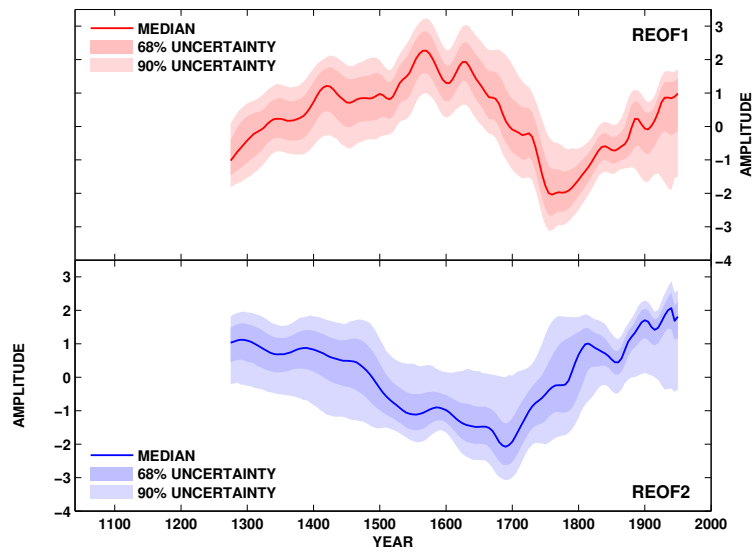 MEDIAN
68% UNCERTAINTY
90% UNCERTAINTY
REOF1
3
2
1
0
−1
−2
−3
−4
AMPLITUDE
3
2
1
0
−1
−2
−3
−4
AMPLITUDE
MEDIAN
68% UNCERTAINTY
90% UNCERTAINTY
REOF2
1100 1200 1300 1400 1500 1600 1700 1800 1900 2000
YEAR